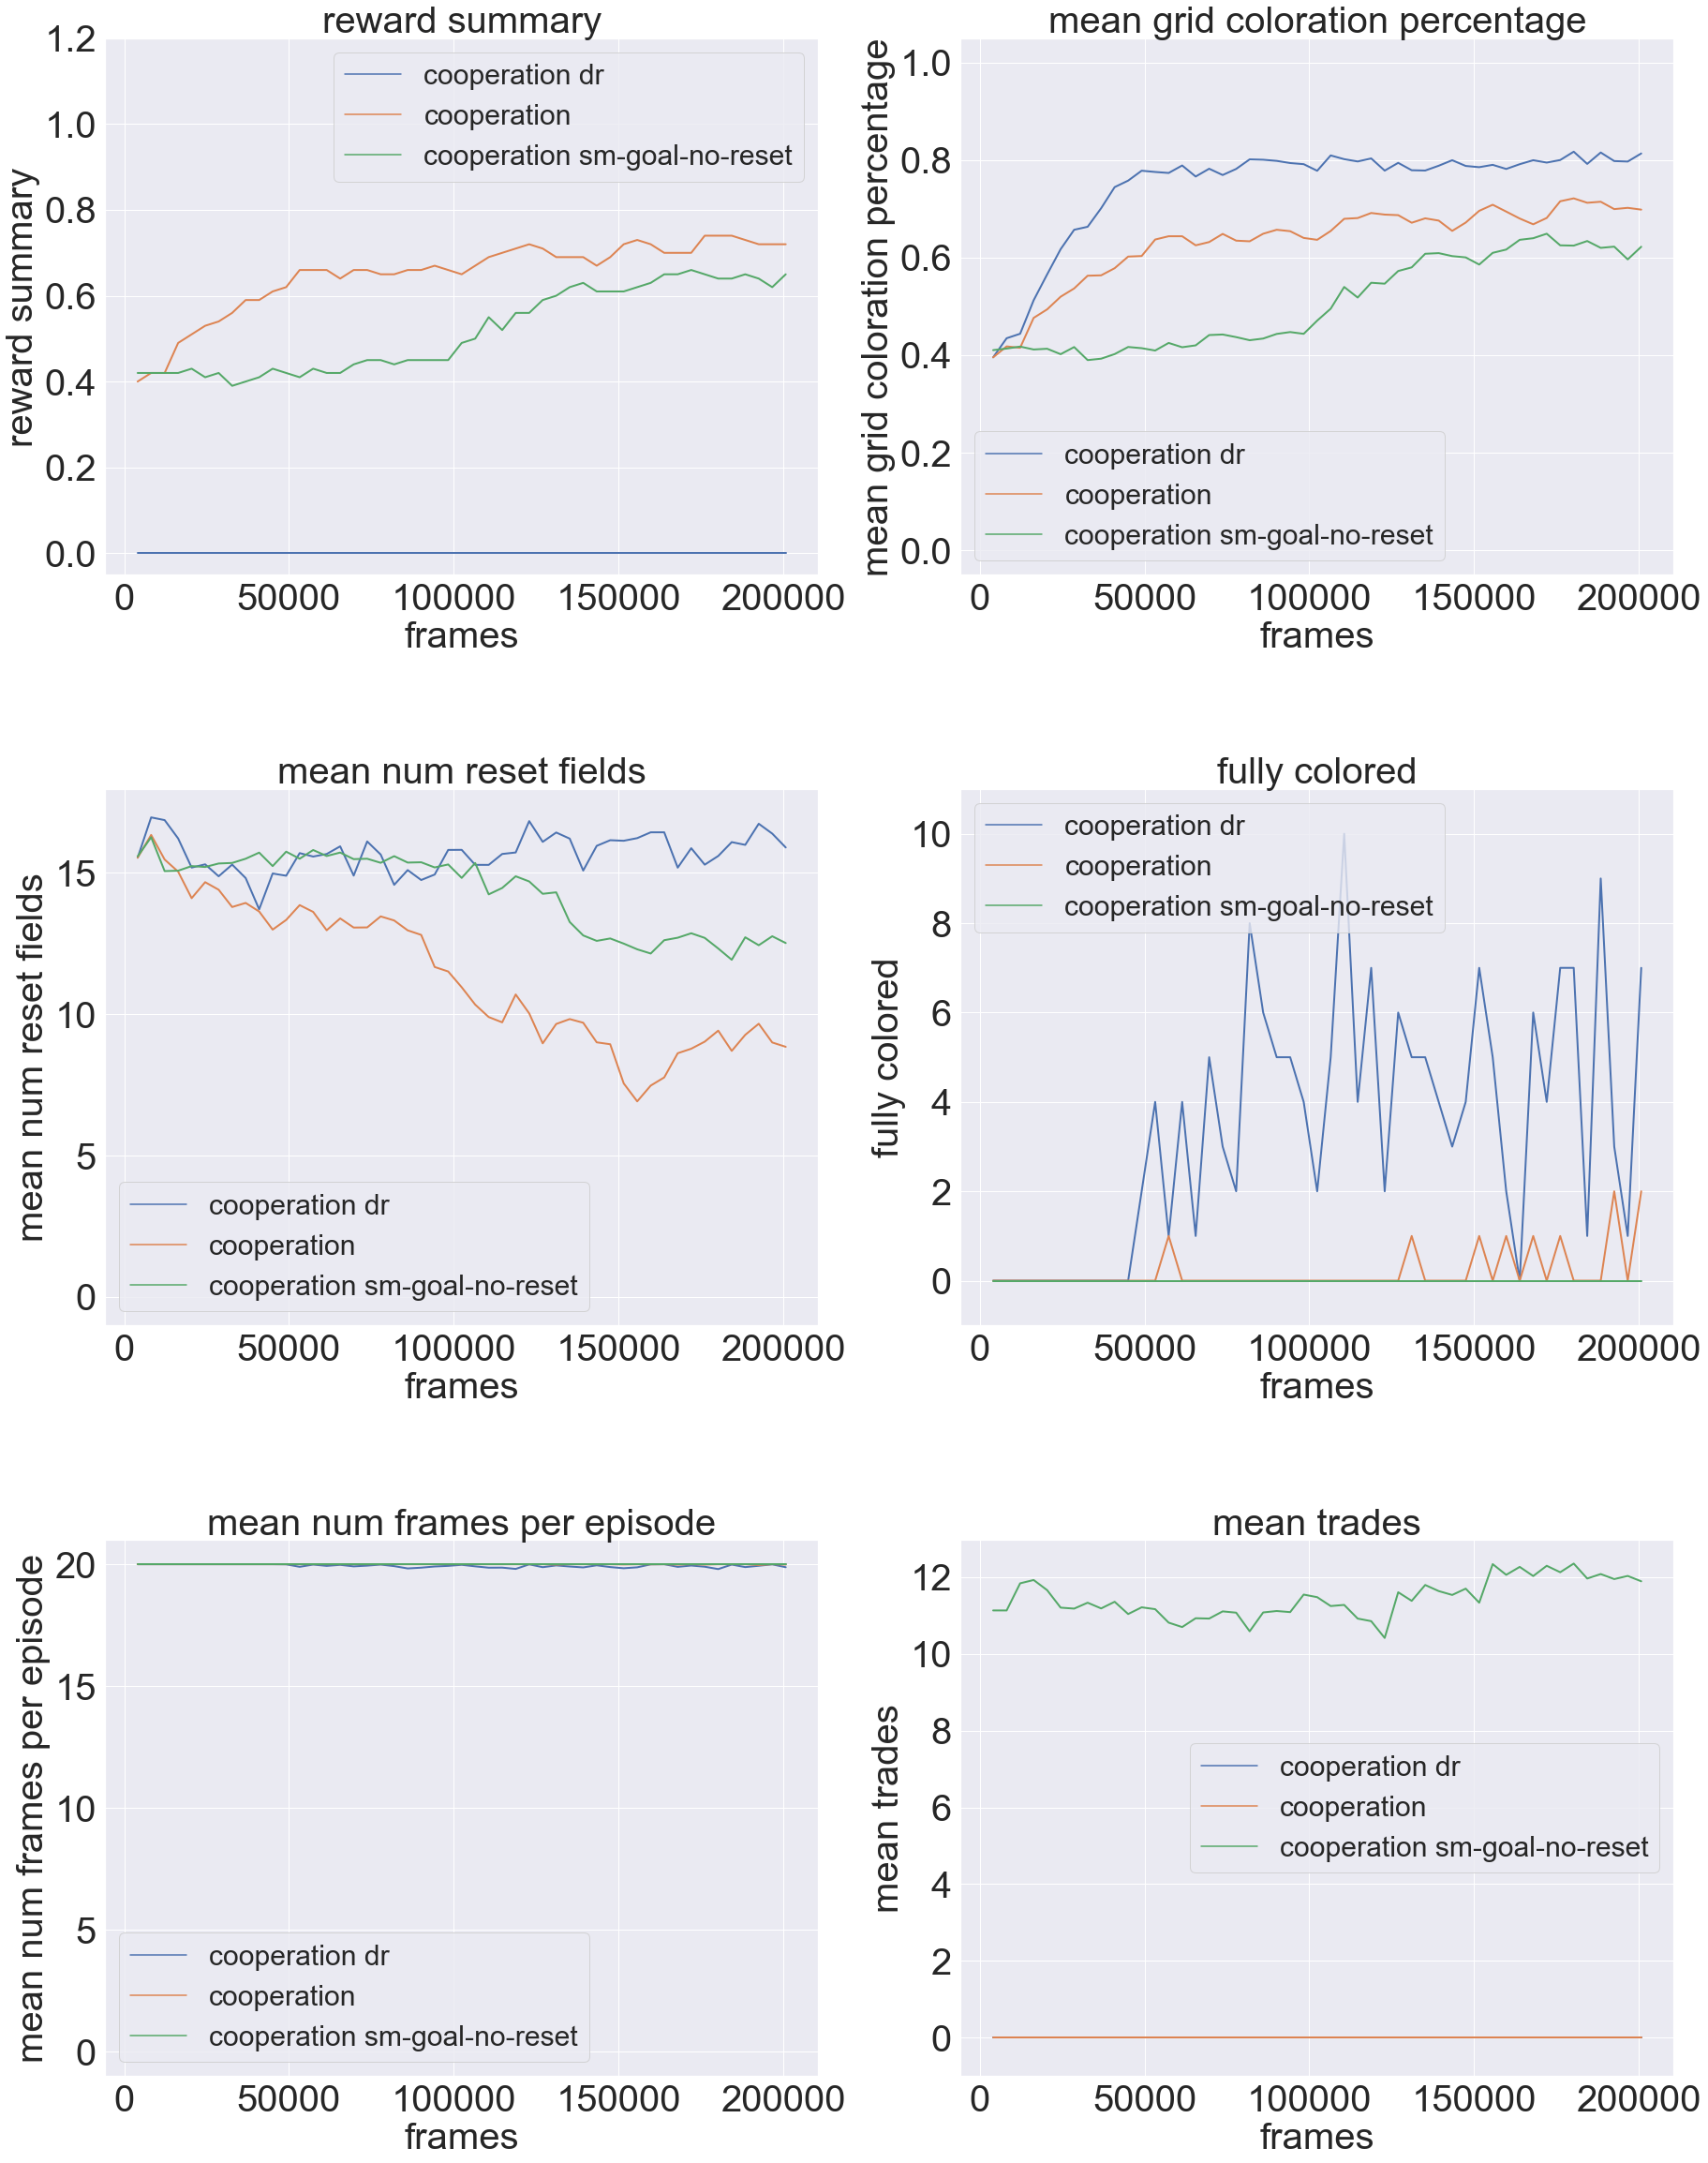 reward summary
reward summary
1.2
1.0
0.8
0.6
0.4
0.2
0.0
cooperation dr
cooperation
cooperation sm-goal-no-reset
0 50000 100000 150000 200000
frames
mean grid coloration percentage
mean grid coloration percentage
1.0
0.8
0.6
0.4
0.2
0.0
cooperation dr
cooperation
cooperation sm-goal-no-reset
0 50000 100000 150000 200000
frames
mean num reset fields
mean num reset fields
15
10
5
0
cooperation dr
cooperation
cooperation sm-goal-no-reset
0 50000 100000 150000 200000
frames
fully colored
fully colored
10
8
6
4
2
0
cooperation dr
cooperation
cooperation sm-goal-no-reset
0 50000 100000 150000 200000
frames
mean num frames per episode
mean num frames per episode
20
15
10
5
0
cooperation dr
cooperation
cooperation sm-goal-no-reset
0 50000 100000 150000 200000
frames
mean trades
mean trades
12
10
8
6
4
2
0
cooperation dr
cooperation
cooperation sm-goal-no-reset
0 50000 100000 150000 200000
frames